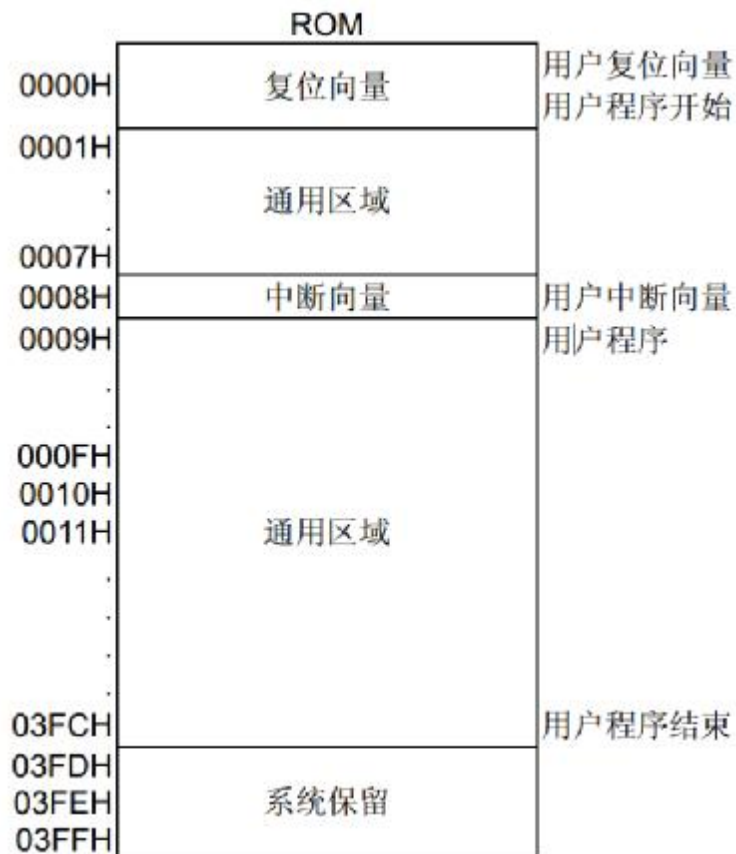 ROM
0000H 复位向量 用户复位向量
用户程序开始
0001H
.
通用区域
.
0007H
0008H 中断向量 用户中断向量
0009H 用户程序
.
.
000FH
0010H
0011H 通用区域
.
.
.
.
03FCH 用户程序结束
03FDH
03FEH 系统保留
03FFH